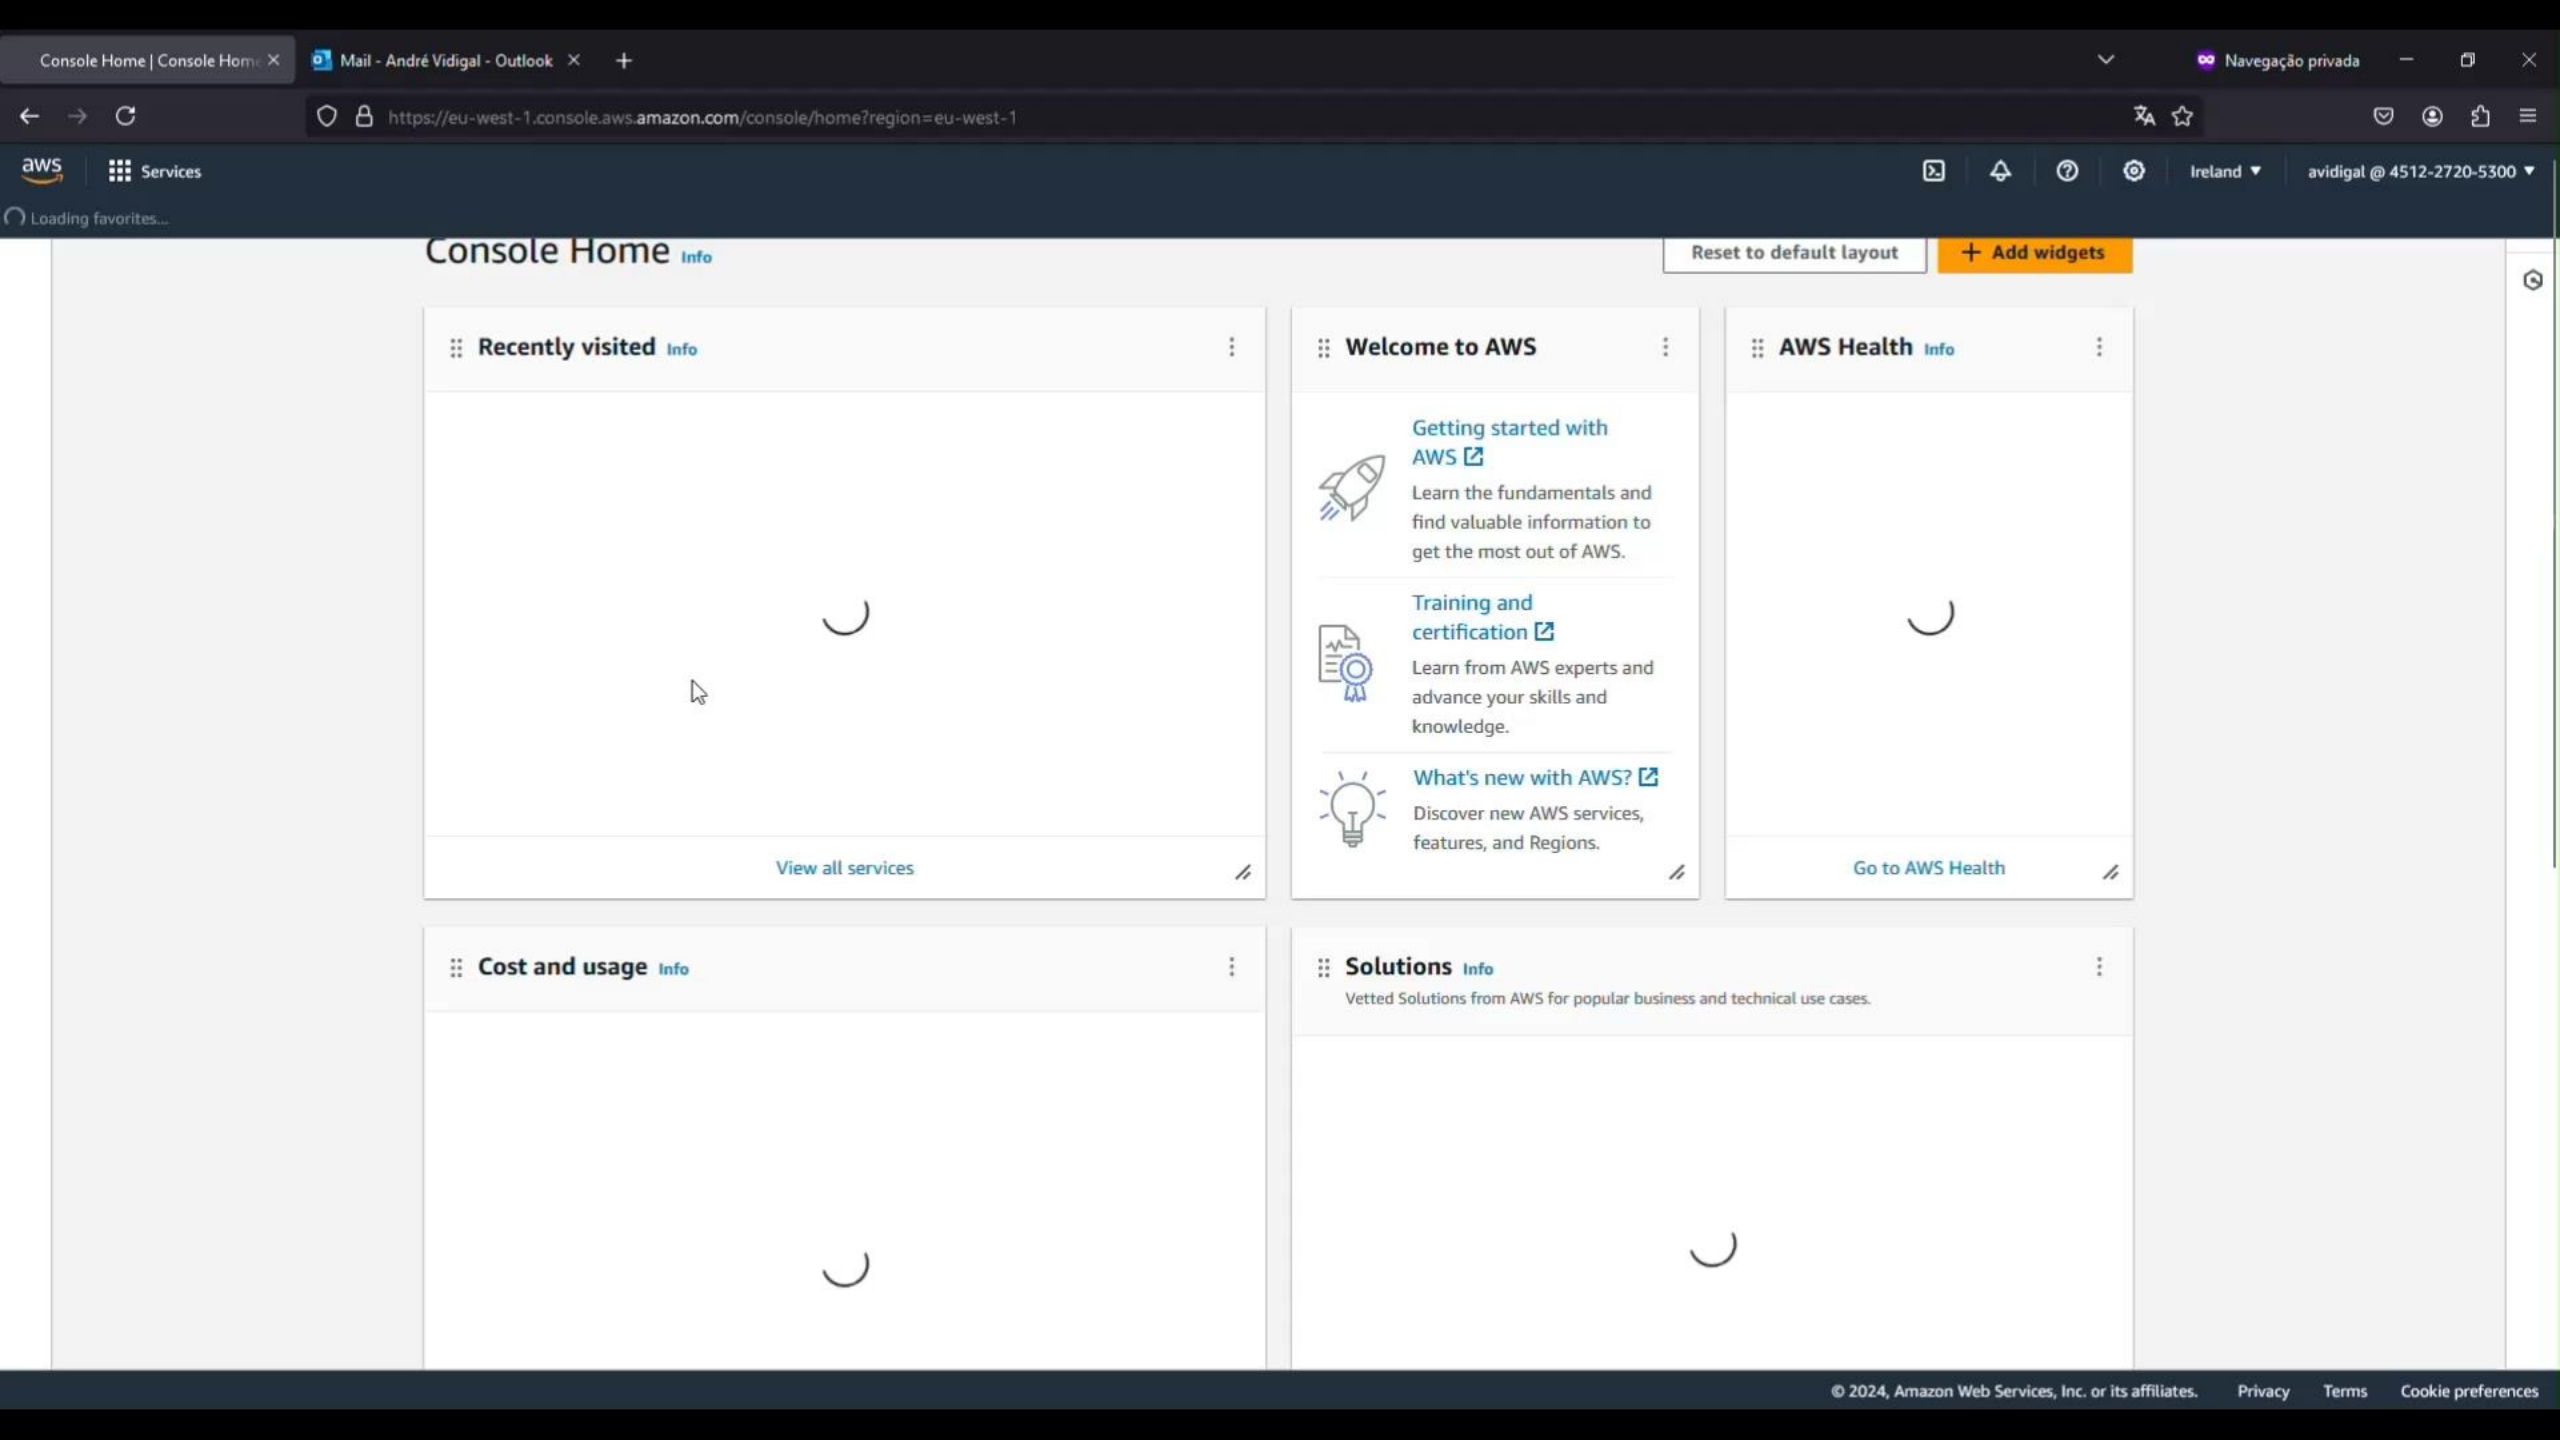 Console Home | Console Home
Mail - André Vidigal - Outlook
Navegação privada
https://eu-west-1.console.aws.amazon.com/console/home?region=eu-west-1
aws
Services
Ireland
avidigal @ 4512-2720-5300
Loading favorites...
Console Home Info
Reset to default layout
+ Add widgets
Recently visited Info
View all services
Welcome to AWS
Getting started with
AWS
Learn the fundamentals and
find valuable information to
get the most out of AWS.
Training and
certification
Learn from AWS experts and
advance your skills and
knowledge.
What's new with AWS?
Discover new AWS services,
features, and Regions.
AWS Health Info
Go to AWS Health
Cost and usage Info
Solutions Info
Vetted Solutions from AWS for popular business and technical use cases.
© 2024, Amazon Web Services, Inc. or its affiliates.
Privacy
Terms
Cookie preferences